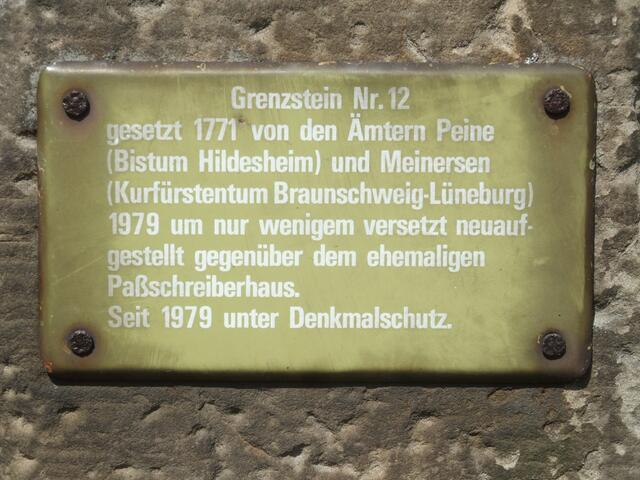 Grenzstein Nr. 12
gesetzt 1771 von den Ämtern Peine
(Bistum Hildesheim) und Meinersen
(Kurfürstentum Braunschweig-Lüneburg)
1979 um nur wenigem versetzt neuauf-
gestellt gegenüber dem ehemaligen
Paßschreiberhaus.
Seit 1979 unter Denkmalschutz.